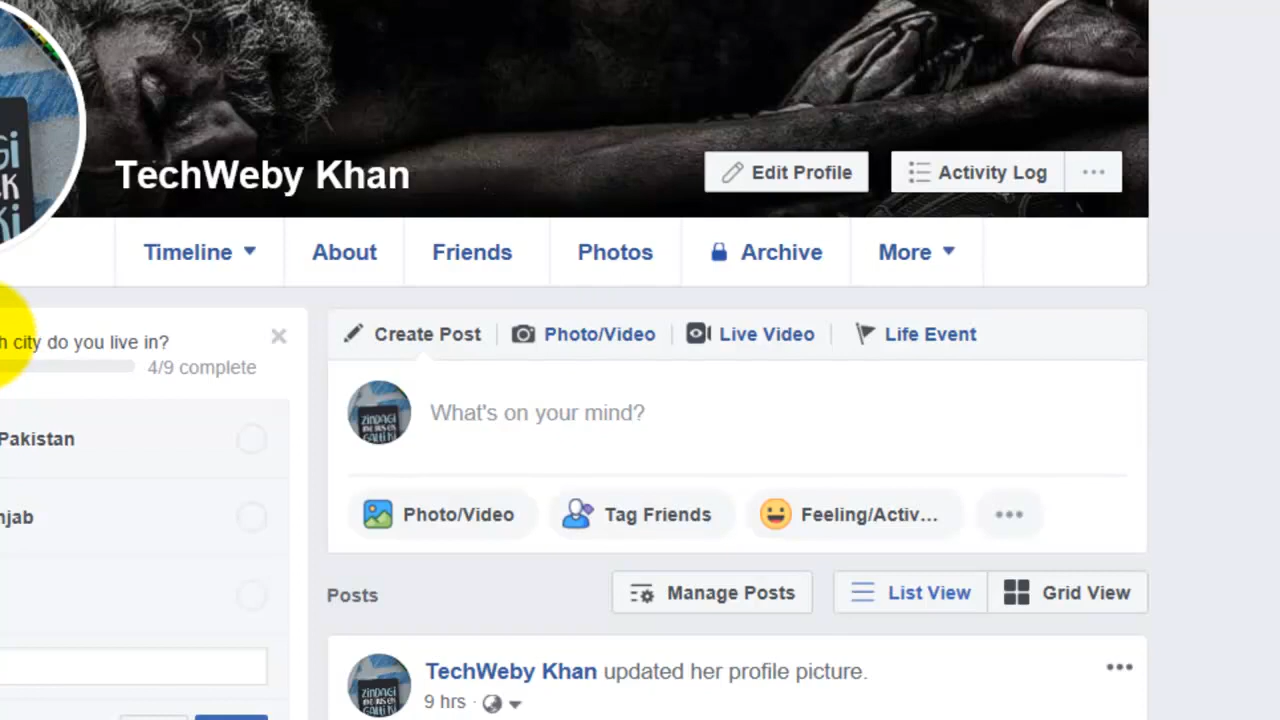 TechWeby Khan
Edit Profile
Activity Log
Timeline
About
Friends
Photos
Archive
More
h city do you live in?
4/9 complete
Pakistan
njab
Create Post
Photo/Video
Live Video
Life Event
ZINDAGI
What's on your mind?
Photo/Video
Tag Friends
Feeling/Activ...
Posts
Manage Posts
List View
Grid View
TechWeby Khan updated her profile picture.
9 hrs ·